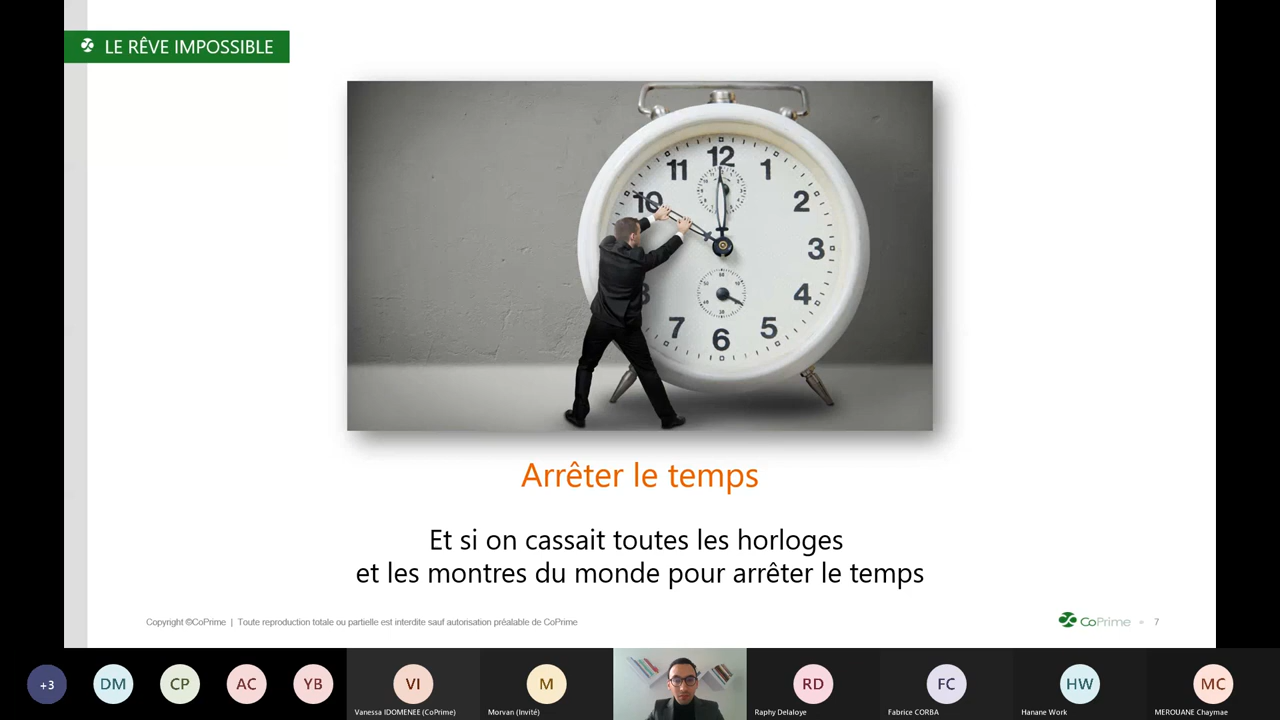 LE RÊVE IMPOSSIBLE
12
11
1
10
2
3
4
7
5
6
Arrêter le temps
Et si on cassait toutes les horloges
et les montres du monde pour arrêter le temps
Copyright ©CoPrime | Toute reproduction totale ou partielle est interdite sauf autorisation préalable de CoPrime
CoPrime
7
+3
DM
CP
AC
YB
VI
M
RD
FC
HW
MC
Vanessa IDOMENEE (CoPrime)
Morvan (Invité)
Raphy Delaloye
Fabrice CORBA
Hanane Work
MEROUANE Chaymae